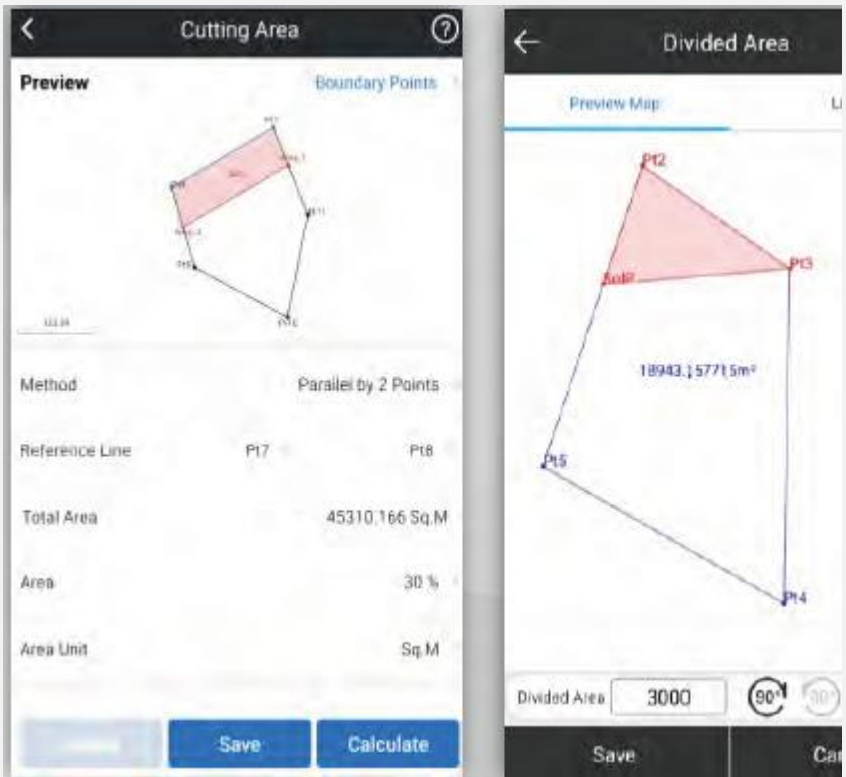 Cutting Area
Preview
Boundary Points
Method
Parallel by 2 Points
Reference Line
Pt7
Pt8
Total Area
45310.166 Sq.M
Area
30 %
Area Unit
Sq.M
Save
Calculate
Divided Area
Preview Map
Pt2
Pt3
Pt5
Pt4
Divided Area
3000
90°
Save